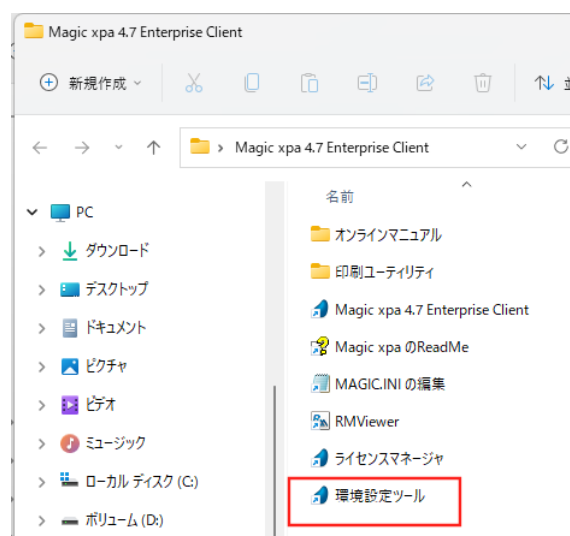 Magic xpa 4.7 Enterprise Client
新規作成
Magic xpa 4.7 Enterprise Client
名前
PC
ダウンロード
デスクトップ
ドキュメント
ピクチャ
ビデオ
ミュージック
ローカル ディスク (C:)
ボリューム (D:)
オンラインマニュアル
印刷ユーティリティ
Magic xpa 4.7 Enterprise Client
Magic xpa のReadMe
MAGIC.INI の編集
RMViewer
ライセンスマネージャ
環境設定ツール